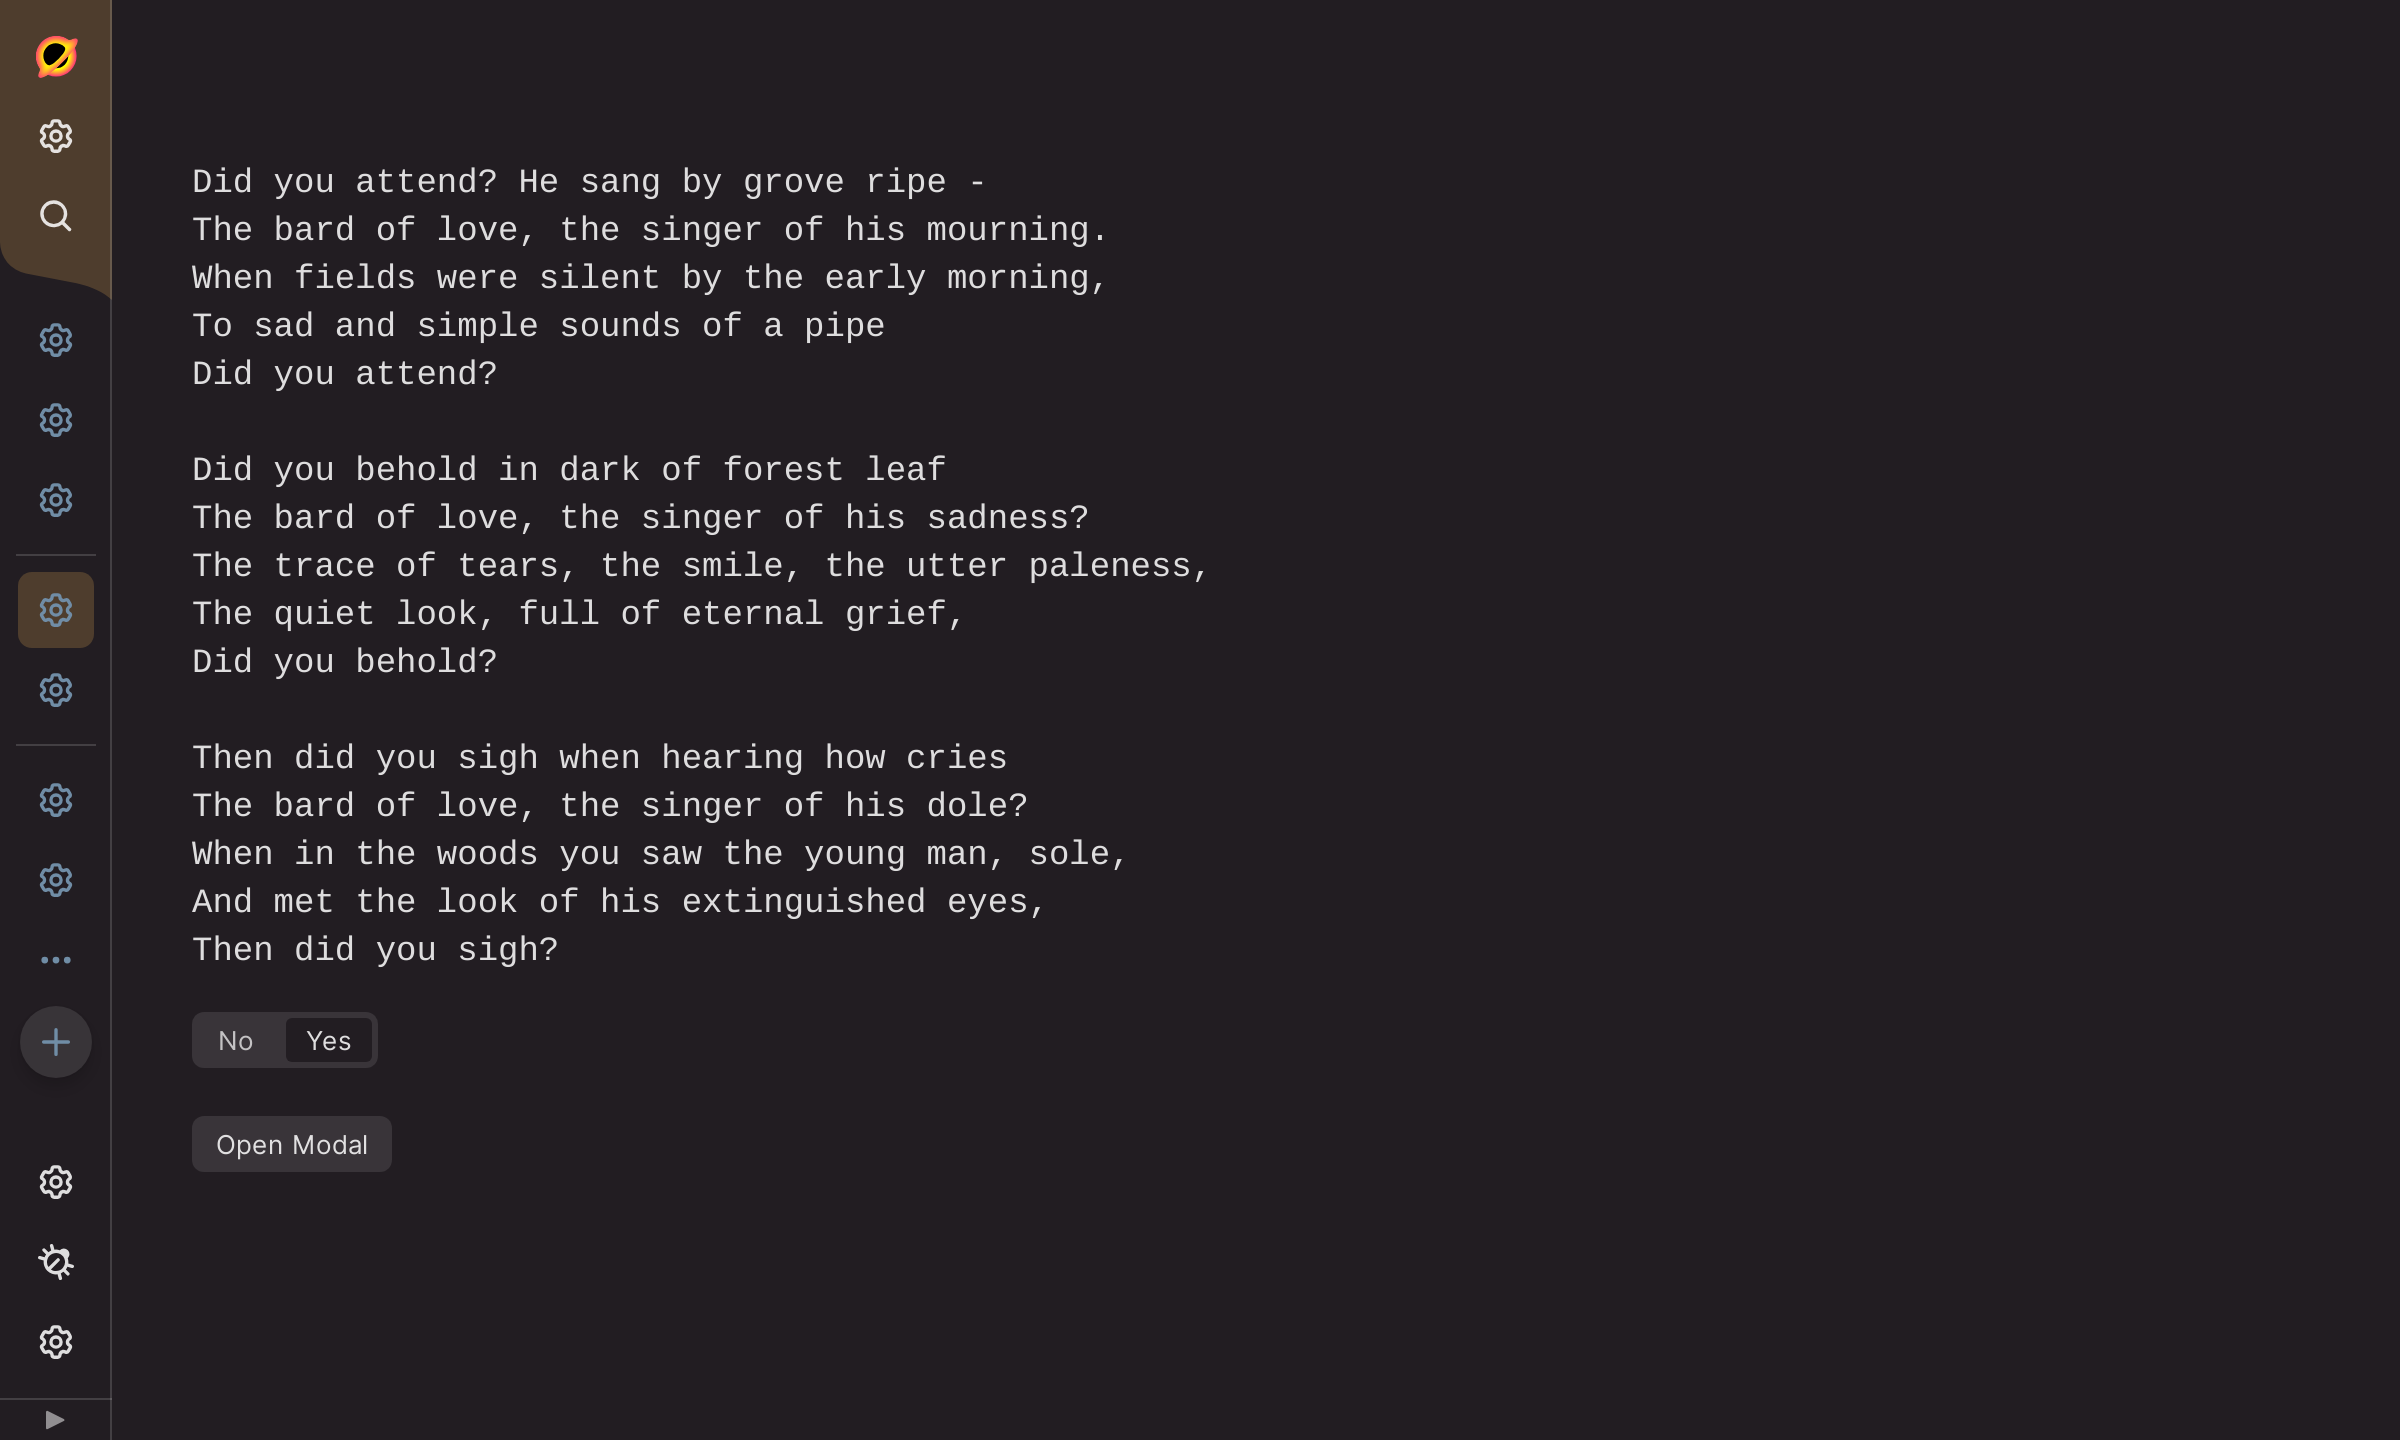 Did you attend? He sang by grove ripe -
The bard of love, the singer of his mourning.
When fields were silent by the early morning,
To sad and simple sounds of a pipe
Did you attend?

Did you behold in dark of forest leaf
The bard of love, the singer of his sadness?
The trace of tears, the smile, the utter paleness,
The quiet look, full of eternal grief,
Did you behold?

Then did you sigh when hearing how cries
The bard of love, the singer of his dole?
When in the woods you saw the young man, sole,
And met the look of his extinguished eyes,
Then did you sigh?

No Yes
Open Modal